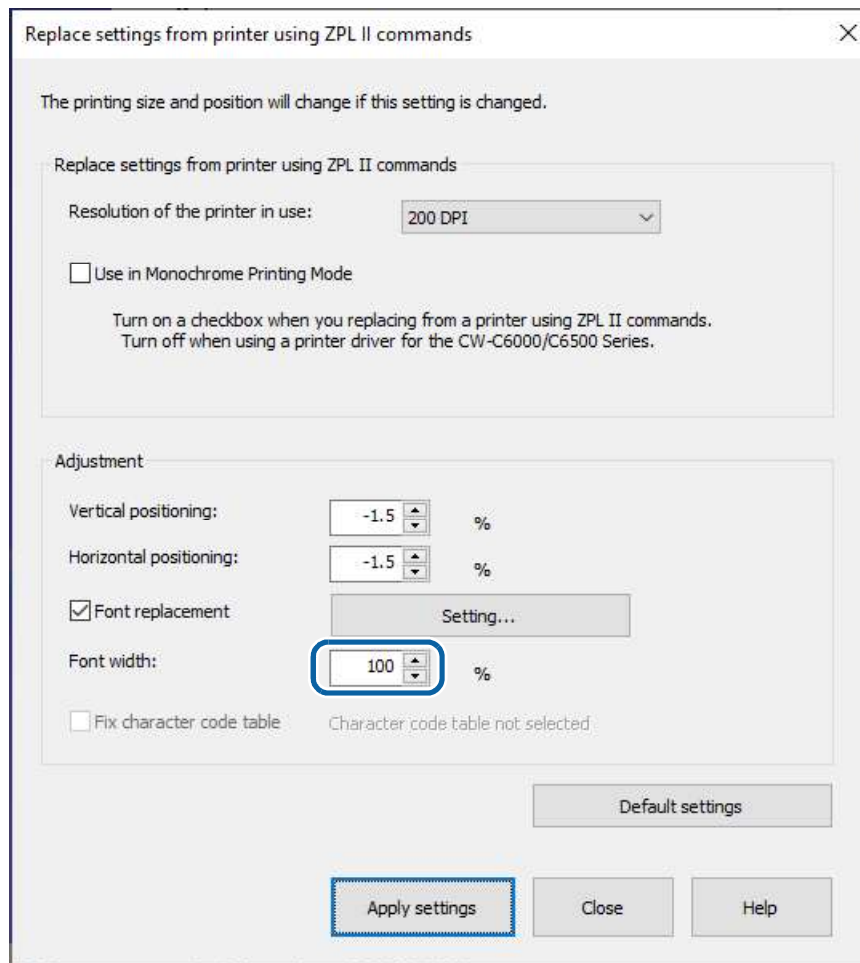 Replace settings from printer using ZPL II commands
The printing size and position will change if this setting is changed.
Replace settings from printer using ZPL II commands
Resolution of the printer in use: 200 DPI
Use in Monochrome Printing Mode
Turn on a checkbox when you replacing from a printer using ZPL II commands.
Turn off when using a printer driver for the CW-C6000/C6500 Series.
Adjustment
Vertical positioning: -1.5 %
Horizontal positioning: -1.5 %
Font replacement Setting...
Font width: 100 %
Fix character code table Character code table not selected
Default settings
Apply settings Close Help